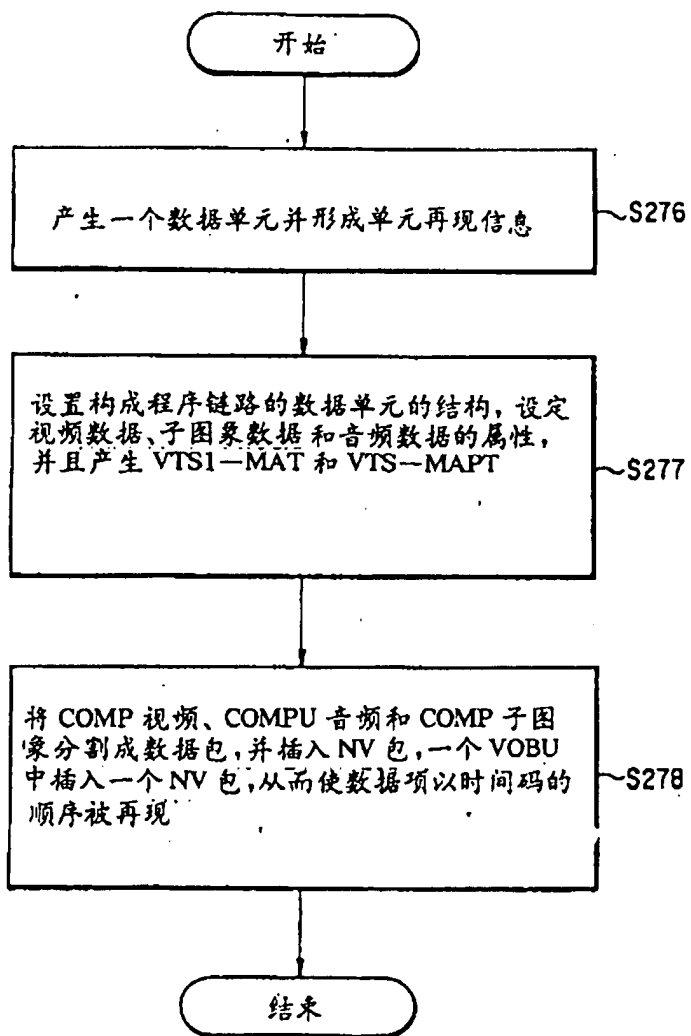 开始
产生一个数据单元并形成单元再现信息
S276
设置构成程序链路的数据单元的结构，设定
视频数据、子图象数据和音频数据的属性，
并且产生 VTS1—MAT 和 VTS—MAPT
S277
将 COMP 视频、COMPU 音频和 COMP 子图
象分割成数据包，并插入 NV 包，一个 VOBU
中插入一个 NV 包，从而使数据项以时间码的
顺序被再现
S278
结束